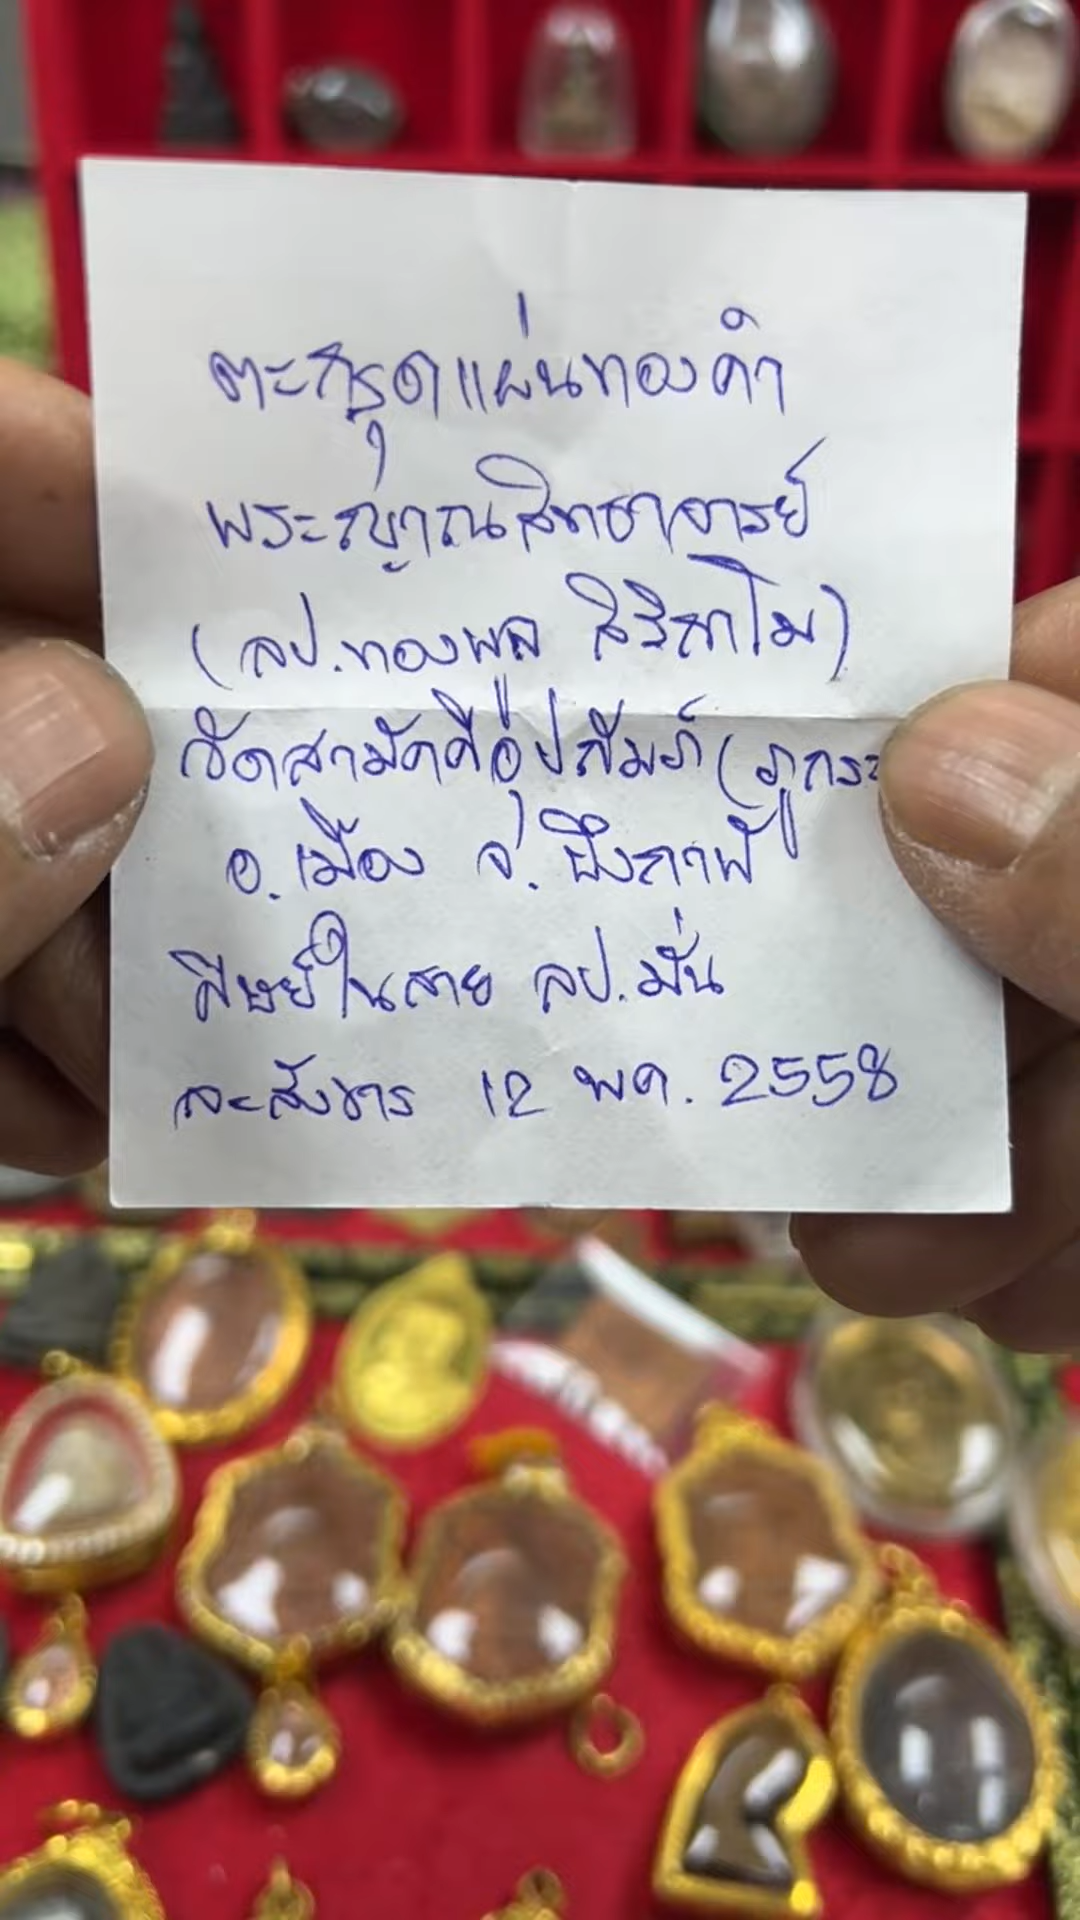 ตะกรุดแผ่นทองคำ
พระญาณสิทธาจารย์
(ลป.ทองพูล สิริกาโม)
วัดสามัคคีอุปถัมภ์ (ภูกระ
อ.เมือง จ. บึงกาฬ
ศิษย์ในสาย ลป.มั่น
ละสังขาร 12 พค. 2558